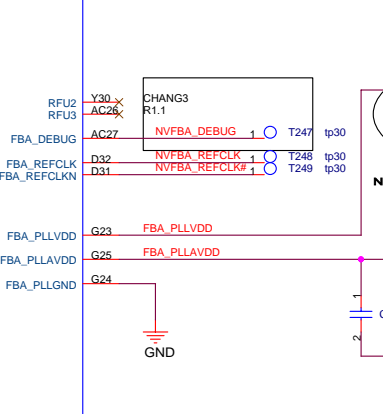 RFU2 Y30 CHANG3
RFU3 AC26 R1.1
FBA_DEBUG AC27 NVFBA_DEBUG 1 T247 tp30
FBA_REFCLK D32 NVFBA_REFCLK 1 T248 tp30
FBA_REFCLKN D31 NVFBA_REFCLK# 1 T249 tp30
N
FBA_PLLVDD G23 FBA_PLLVDD
FBA_PLLAVDD G25 FBA_PLLAVDD
FBA_PLLGND G24
1
C
2
GND